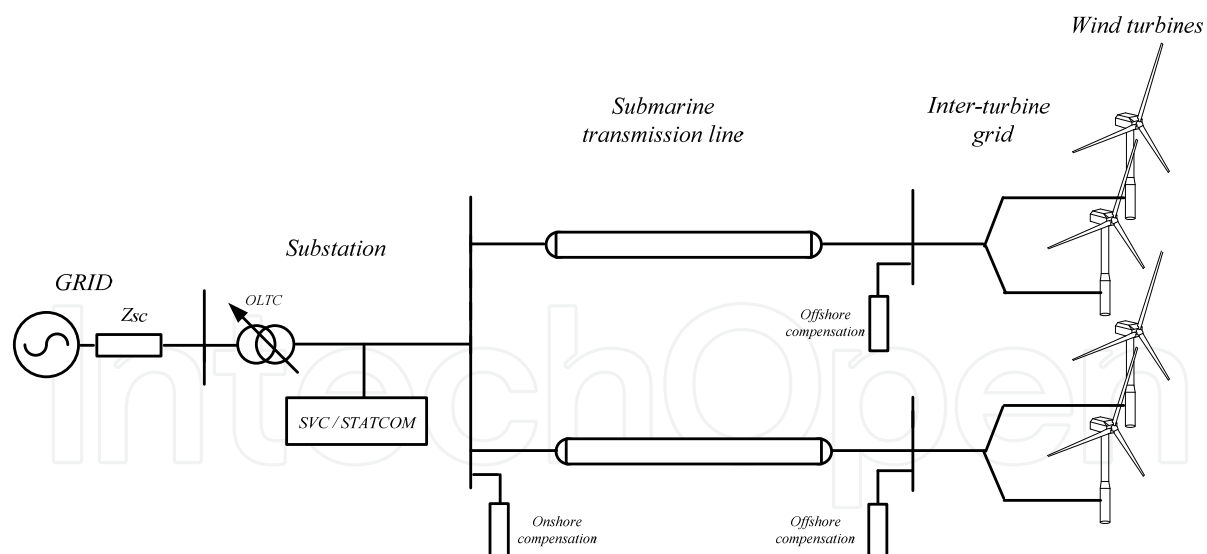 Wind turbines
Submarine
transmission line
Inter-turbine
grid
Substation
GRID
OLTC
Zsc
Offshore
compensation
SVC / STATCOM
Onshore
compensation
Offshore
compensation
IntechOpen